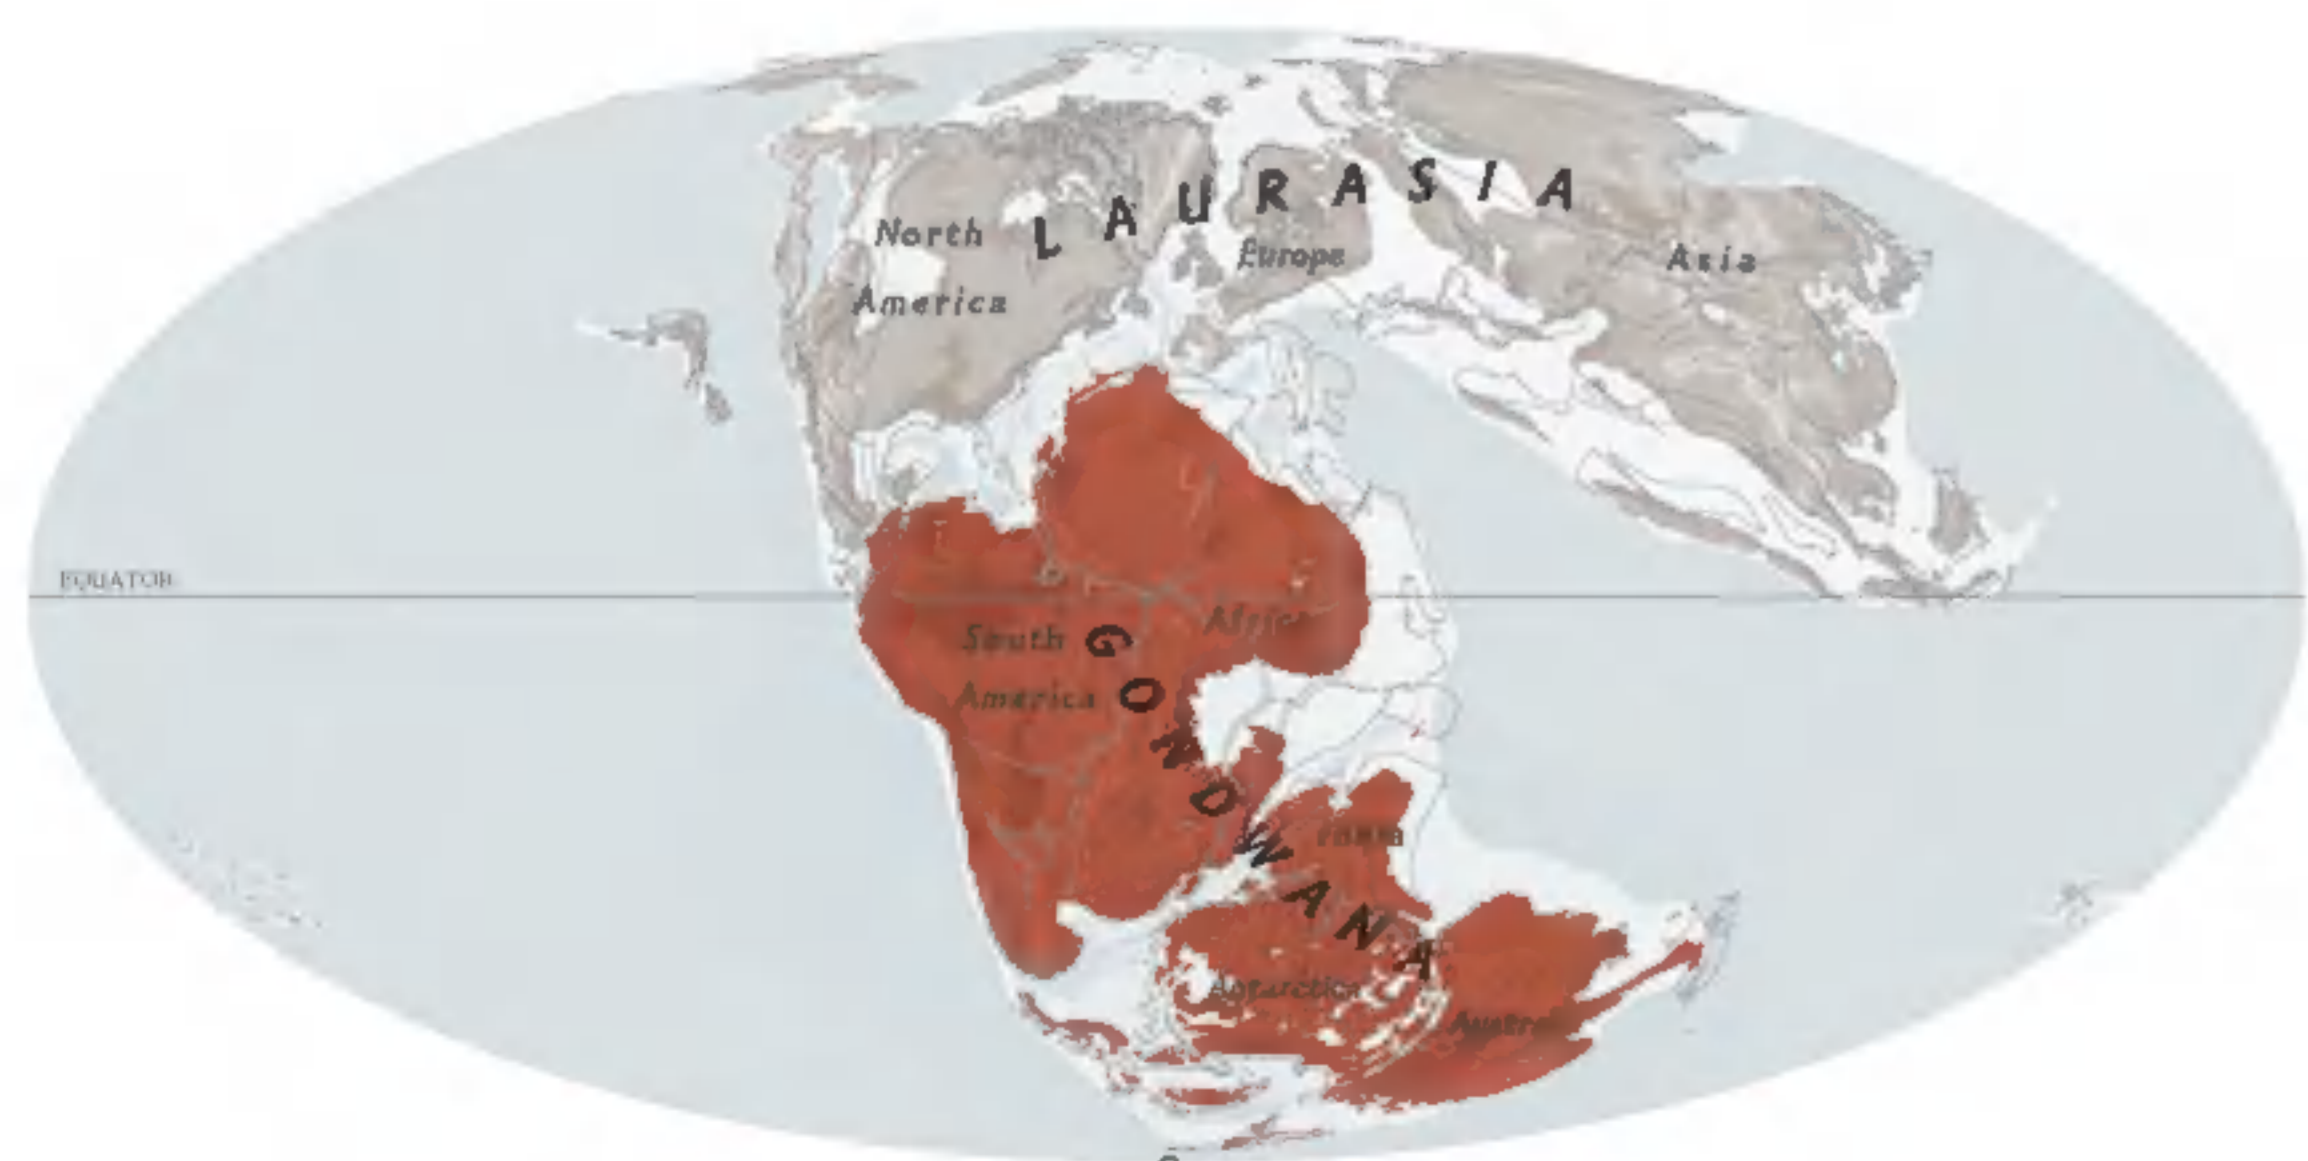 LAURASIA
North
America
Europe
Asia
EQUATOR
South
America
Africa
GONDWANA
Antarctica